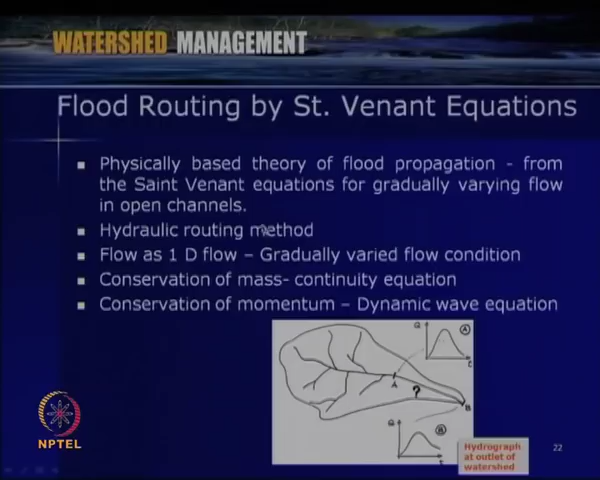 WATERSHED MANAGEMENT
Flood Routing by St. Venant Equations
Physically based theory of flood propagation - from
the Saint Venant equations for gradually varying flow
in open channels.
Hydraulic routing method
Flow as 1 D flow – Gradually varied flow condition
Conservation of mass- continuity equation
Conservation of momentum – Dynamic wave equation
Q
A
t
A
?
B
Q
B
t
Hydrograph
at outlet of
watershed
NPTEL
22